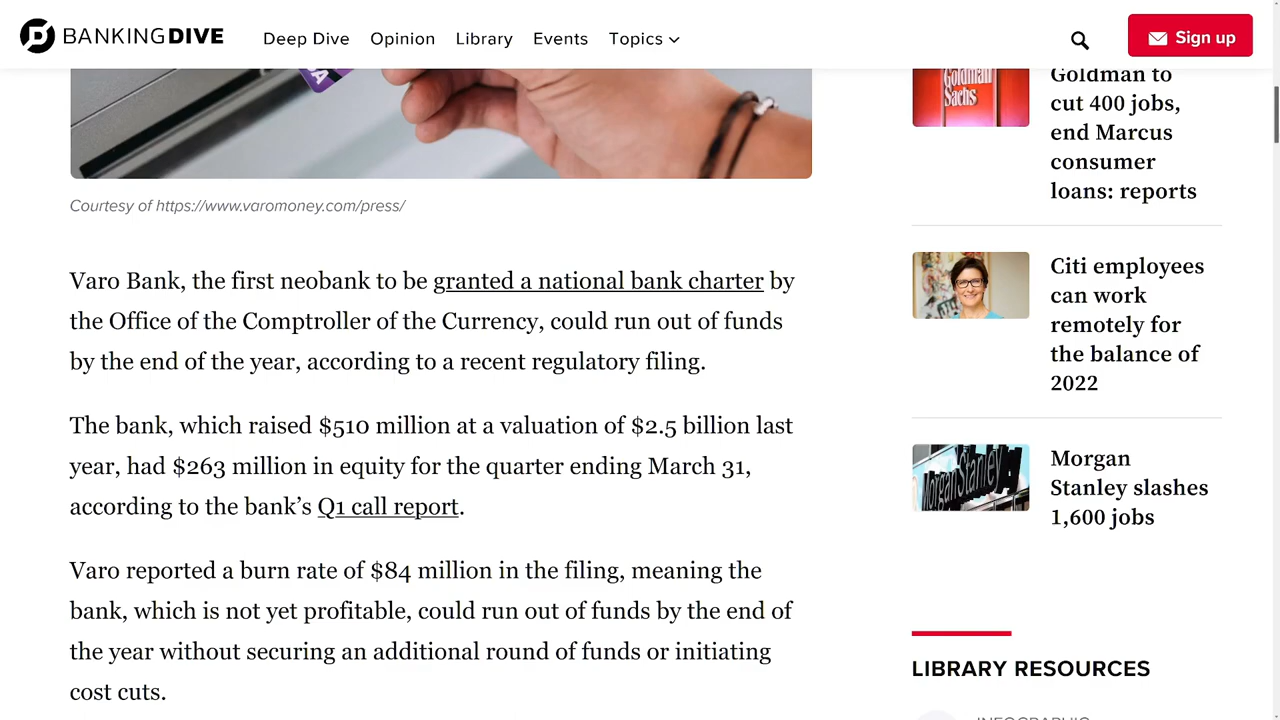 BANKINGDIVE
Deep Dive
Opinion
Library
Events
Topics
Sign up
Courtesy of https://www.varomoney.com/press/
Varo Bank, the first neobank to be granted a national bank charter by
the Office of the Comptroller of the Currency, could run out of funds
by the end of the year, according to a recent regulatory filing.
The bank, which raised $510 million at a valuation of $2.5 billion last
year, had $263 million in equity for the quarter ending March 31,
according to the bank’s Q1 call report.
Varo reported a burn rate of $84 million in the filing, meaning the
bank, which is not yet profitable, could run out of funds by the end of
the year without securing an additional round of funds or initiating
cost cuts.
Goldman
Sachs
Goldman to
cut 400 jobs,
end Marcus
consumer
loans: reports
Citi employees
can work
remotely for
the balance of
2022
Morgan Stanley
Morgan
Stanley slashes
1,600 jobs
LIBRARY RESOURCES
INFOGRAPHIC